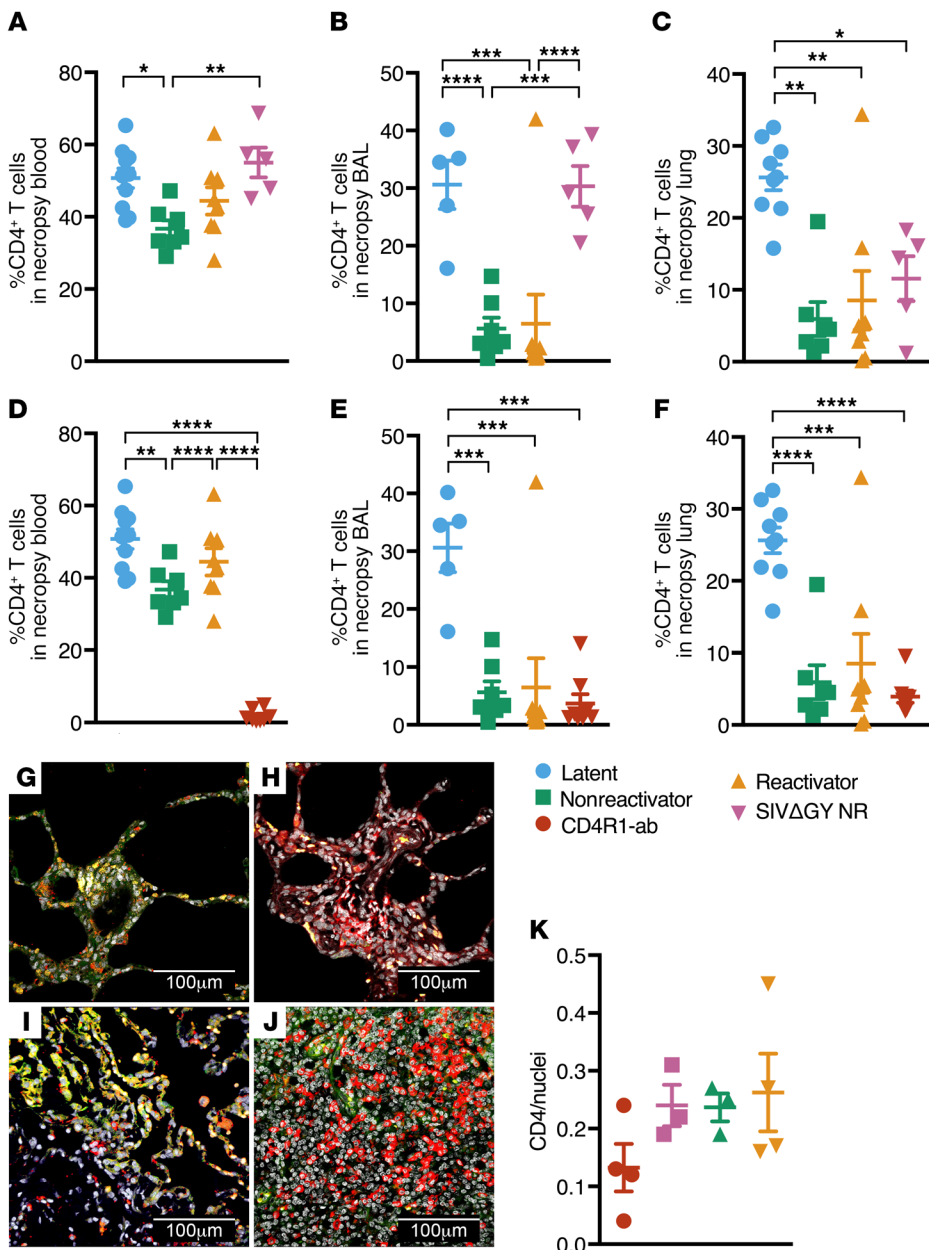 A
%CD4+ T cells
in necropsy blood
80
60
40
20
0
*
**
B
%CD4+ T cells
in necropsy BAL
50
40
30
20
10
0
***
****
****
***
C
%CD4+ T cells
in necropsy lung
40
30
20
10
0
*
**
**
D
%CD4+ T cells
in necropsy blood
80
60
40
20
0
****
**
****
****
E
%CD4+ T cells
in necropsy BAL
50
40
30
20
10
0
***
***
***
F
%CD4+ T cells
in necropsy lung
40
30
20
10
0
****
***
****
G
100μm
H
100μm
I
100μm
J
100μm
Latent
Nonreactivator
CD4R1-ab
Reactivator
SIVΔGY NR
K
CD4/nuclei
0.5
0.4
0.3
0.2
0.1
0.0